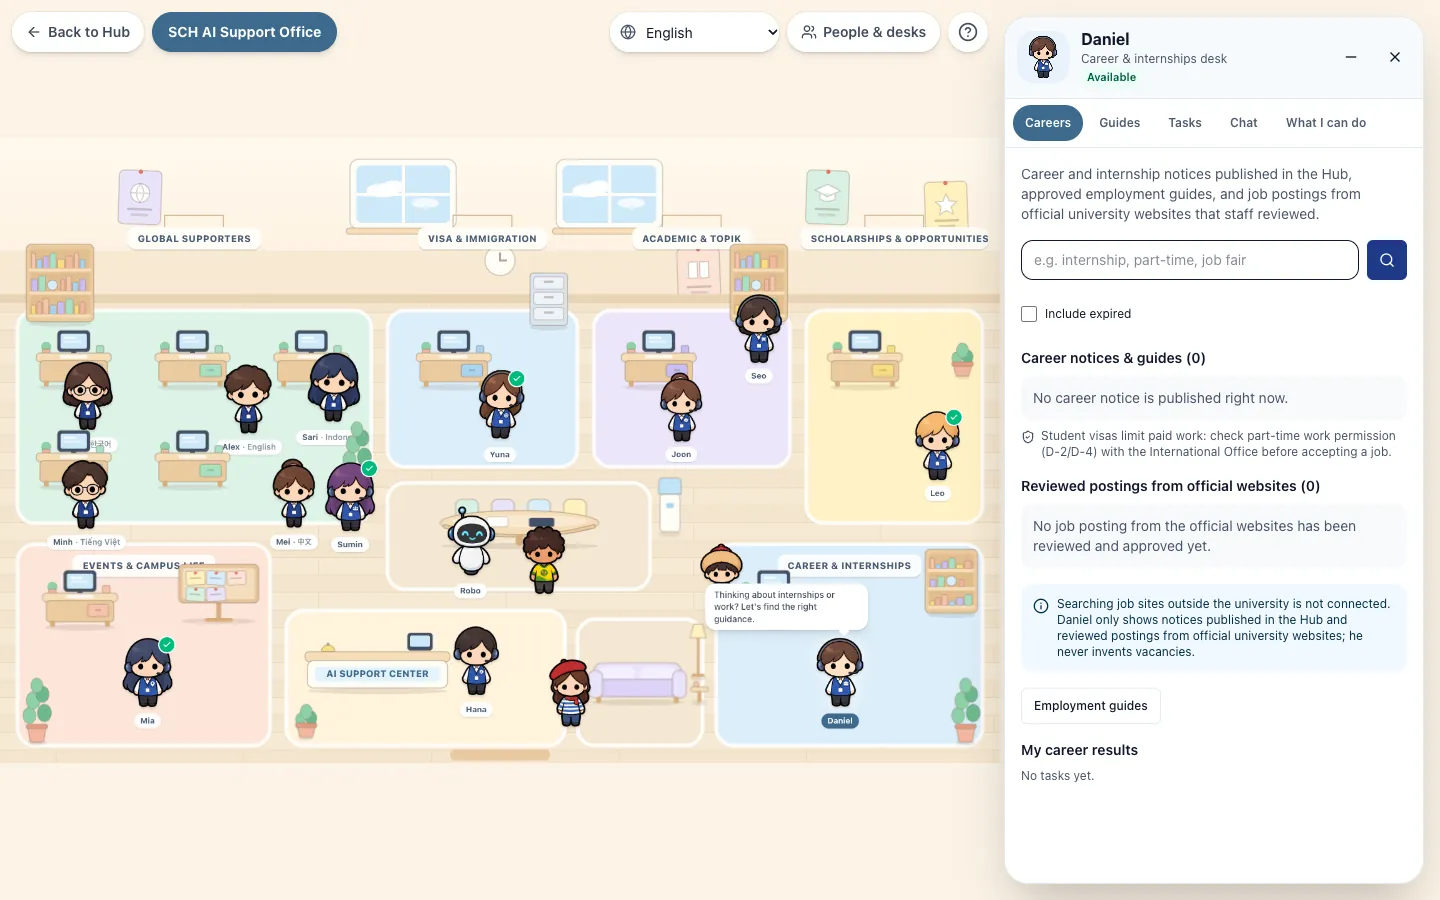 Back to Hub
SCH AI Support Office
English
People & desks
GLOBAL SUPPORTERS
VISA & IMMIGRATION
ACADEMIC & TOPIK
SCHOLARSHIPS & OPPORTUNITIES
Seo
한국어
Alex · English
Sari · Indon
Yuna
Joon
Leo
Minh · Tiếng Việt
Mei · 中文
Sumin
EVENTS & CAMPUS LIFE
Robo
CAREER & INTERNSHIPS
Thinking about internships or
work? Let's find the right
guidance.
AI SUPPORT CENTER
Mia
Hana
Daniel
Daniel
Career & internships desk
Available
Careers
Guides
Tasks
Chat
What I can do
Career and internship notices published in the Hub,
approved employment guides, and job postings from
official university websites that staff reviewed.
e.g. internship, part-time, job fair
Include expired
Career notices & guides (0)
No career notice is published right now.
Student visas limit paid work: check part-time work permission
(D-2/D-4) with the International Office before accepting a job.
Reviewed postings from official websites (0)
No job posting from the official websites has been
reviewed and approved yet.
Searching job sites outside the university is not connected.
Daniel only shows notices published in the Hub and
reviewed postings from official university websites; he
never invents vacancies.
Employment guides
My career results
No tasks yet.